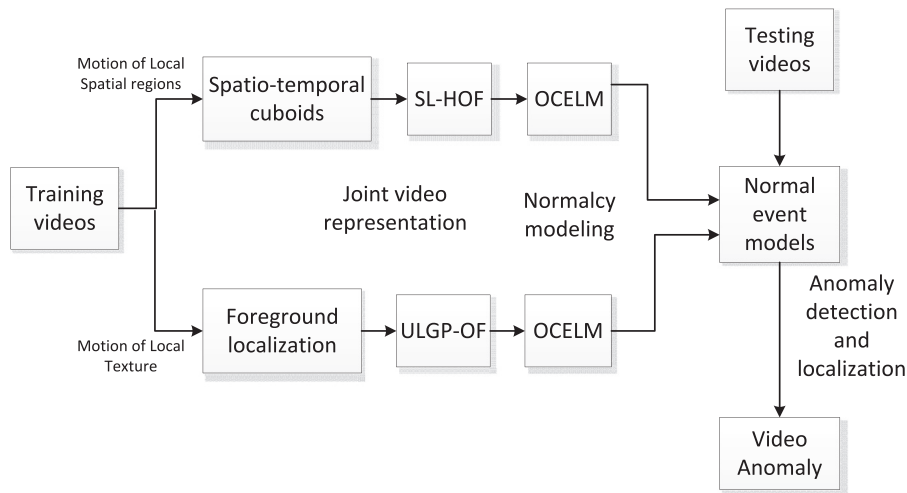 Testing
videos
Motion of Local
Spatial regions
Spatio-temporal
cuboids
SL-HOF
OCELM
Training
videos
Joint video
representation
Normalcy
modeling
Normal
event
models
Anomaly
detection
and
localization
Foreground
localization
ULGP-OF
OCELM
Motion of Local
Texture
Video
Anomaly